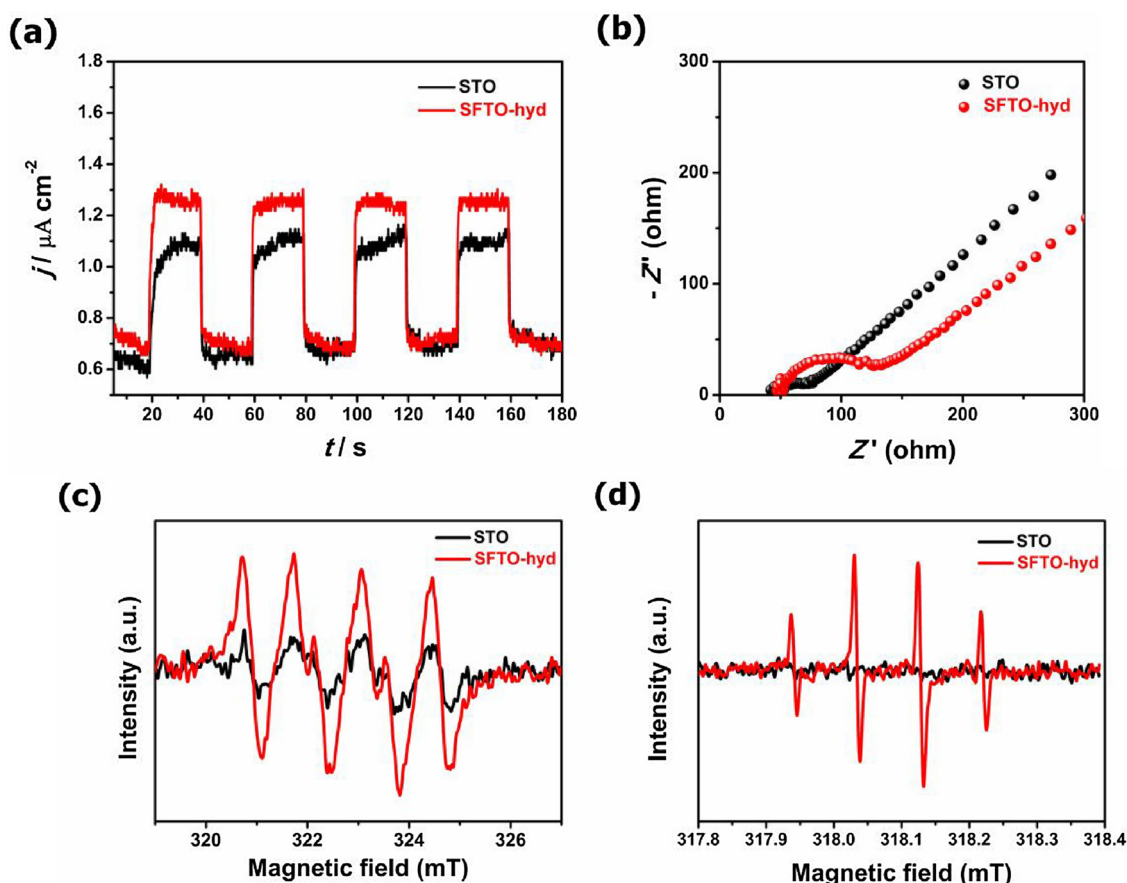 (a)
1.8
1.6
1.4
1.2
1.0
0.8
0.6
j / μA cm-2
STO
SFTO-hyd
20 40 60 80 100 120 140 160 180
t / s
(b)
300
200
100
0
- Z'' (ohm)
STO
SFTO-hyd
0 100 200 300
Z' (ohm)
(c)
Intensity (a.u.)
STO
SFTO-hyd
320 322 324 326
Magnetic field (mT)
(d)
Intensity (a.u.)
STO
SFTO-hyd
317.8 317.9 318.0 318.1 318.2 318.3 318.4
Magnetic field (mT)